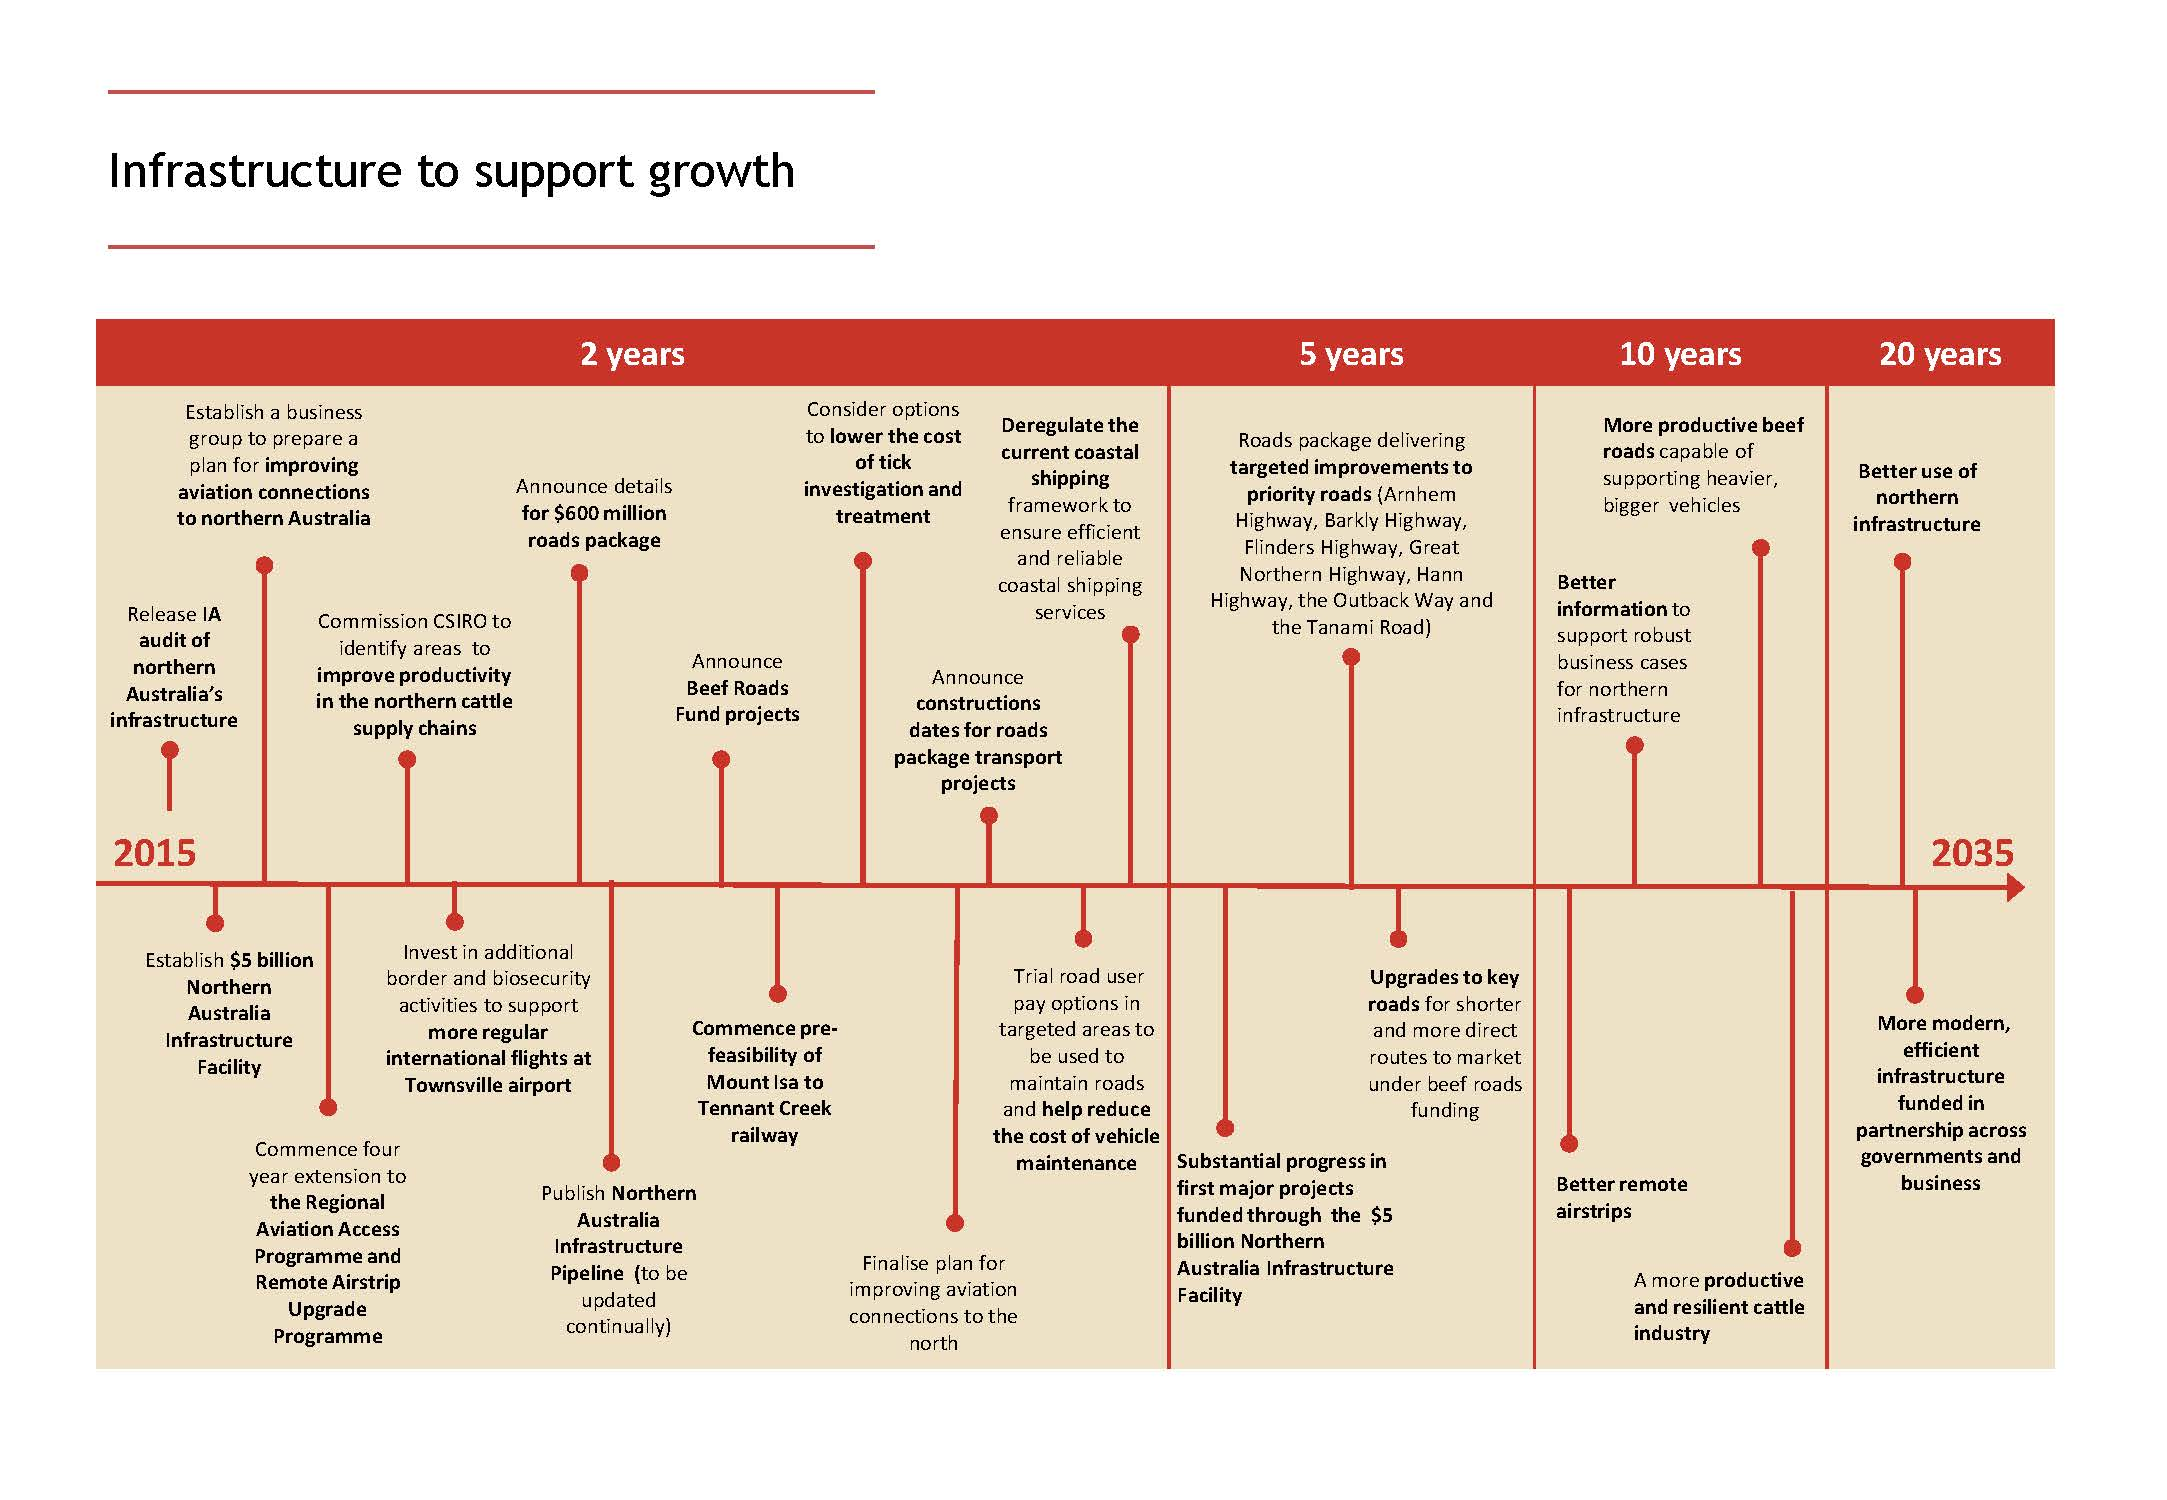 Infrastructure to support growth
2 years
5 years
10 years
20 years
Establish a business
group to prepare a
plan for improving
aviation connections
to northern Australia
Release IA
audit of
northern
Australia’s
infrastructure
Commission CSIRO to
identify areas to
improve productivity
in the northern cattle
supply chains
Announce details
for $600 million
roads package
Announce
Beef Roads
Fund projects
Consider options
to lower the cost
of tick
investigation and
treatment
Announce
constructions
dates for roads
package transport
projects
Deregulate the
current coastal
shipping
framework to
ensure efficient
and reliable
coastal shipping
services
Roads package delivering
targeted improvements to
priority roads (Arnhem
Highway, Barkly Highway,
Flinders Highway, Great
Northern Highway, Hann
Highway, the Outback Way and
the Tanami Road)
More productive beef
roads capable of
supporting heavier,
bigger vehicles
Better
information to
support robust
business cases
for northern
infrastructure
Better use of
northern
infrastructure
2015
2035
Establish $5 billion
Northern
Australia
Infrastructure
Facility
Commence four
year extension to
the Regional
Aviation Access
Programme and
Remote Airstrip
Upgrade
Programme
Invest in additional
border and biosecurity
activities to support
more regular
international flights at
Townsville airport
Publish Northern
Australia
Infrastructure
Pipeline (to be
updated
continually)
Commence pre-
feasibility of
Mount Isa to
Tennant Creek
railway
Finalise plan for
improving aviation
connections to the
north
Trial road user
pay options in
targeted areas to
be used to
maintain roads
and help reduce
the cost of vehicle
maintenance
Substantial progress in
first major projects
funded through the $5
billion Northern
Australia Infrastructure
Facility
Upgrades to key
roads for shorter
and more direct
routes to market
under beef roads
funding
Better remote
airstrips
A more productive
and resilient cattle
industry
More modern,
efficient
infrastructure
funded in
partnership across
governments and
business